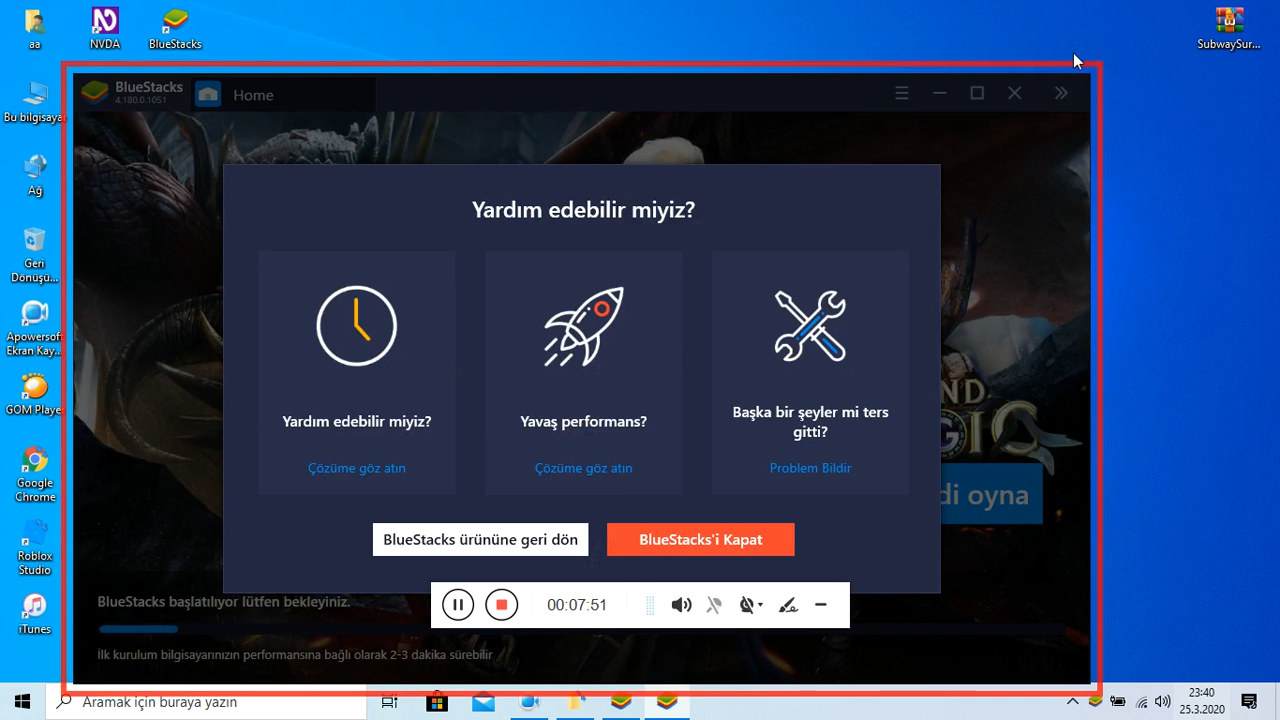 aa
NVDA
BlueStacks
SubwaySur...
Bu bilgisaya
Ağ
Geri
Dönüşü...
Apowersoft
Ekran Kay...
GOM Player
Google
Chrome
Roblox
Studio
iTunes
BlueStacks
4.180.0.1051
Home
Yardım edebilir miyiz?
Yardım edebilir miyiz?
Çözüme göz atın
Yavaş performans?
Çözüme göz atın
Başka bir şeyler mi ters
gitti?
Problem Bildir
di oyna
BlueStacks ürününe geri dön
BlueStacks'i Kapat
BlueStacks başlatılıyor lütfen bekleyiniz.
00:07:51
İlk kurulum bilgisayarınızın performansına bağlı olarak 2-3 dakika sürebilir
Aramak için buraya yazın
23:40
25.3.2020